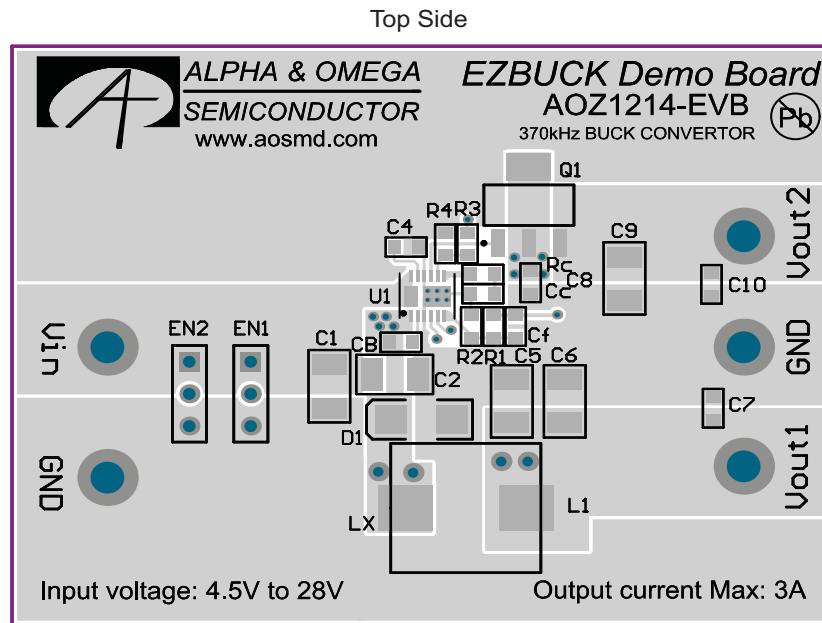 Top Side
ALPHA & OMEGA
SEMICONDUCTOR
www.aosmd.com
EZBUCK Demo Board
AOZ1214-EVB
370kHz BUCK CONVERTOR
Pb
Q1
R4
R3
C4
C9
Vout2
Rc
C8
Cc
C10
U1
Vin
EN2
EN1
C1
CB
C2
R2
R1
Cf
C5
C6
GND
C7
D1
GND
Vout1
LX
L1
Input voltage: 4.5V to 28V
Output current Max: 3A